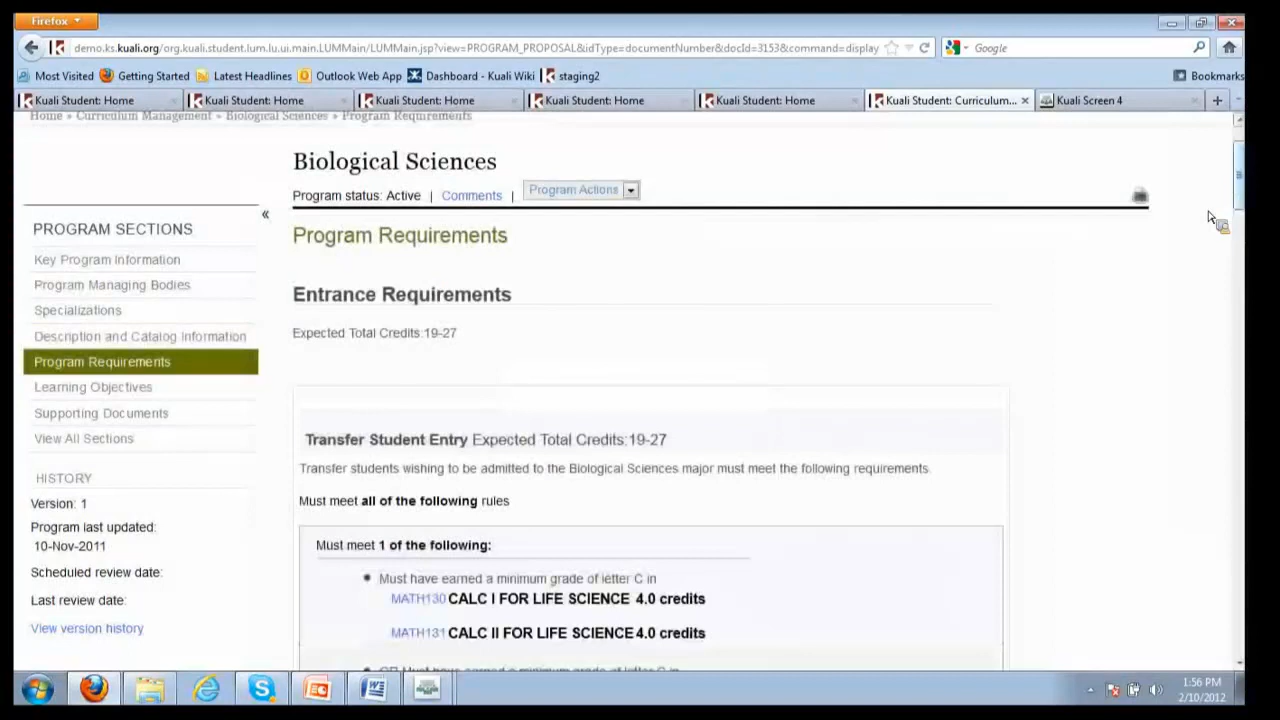 Firefox
demo.ks.kuali.org/org.kuali.student.lum.lu.ui.main.LUMMain/LUMMain.jsp?view=PROGRAM_PROPOSAL&idType=documentNumber&docId=3153&command=display
Google
Most Visited Getting Started Latest Headlines Outlook Web App Dashboard - Kuali Wiki staging2 Bookmarks
Kuali Student: Home Kuali Student: Home Kuali Student: Home Kuali Student: Home Kuali Student: Home Kuali Student: Curriculum... Kuali Screen 4
Home » Curriculum Management » Biological Sciences » Program Requirements
Biological Sciences
Program status: Active | Comments | Program Actions
«
PROGRAM SECTIONS
Key Program Information
Program Managing Bodies
Specializations
Description and Catalog Information
Program Requirements
Learning Objectives
Supporting Documents
View All Sections
HISTORY
Version: 1
Program last updated:
10-Nov-2011
Scheduled review date:
Last review date:
View version history
Program Requirements
Entrance Requirements
Expected Total Credits:19-27
Transfer Student Entry Expected Total Credits:19-27
Transfer students wishing to be admitted to the Biological Sciences major must meet the following requirements.
Must meet all of the following rules
Must meet 1 of the following:
Must have earned a minimum grade of letter C in
MATH130 CALC I FOR LIFE SCIENCE 4.0 credits
MATH131 CALC II FOR LIFE SCIENCE 4.0 credits
OR Must have earned a minimum grade of letter C in
1:56 PM
2/10/2012